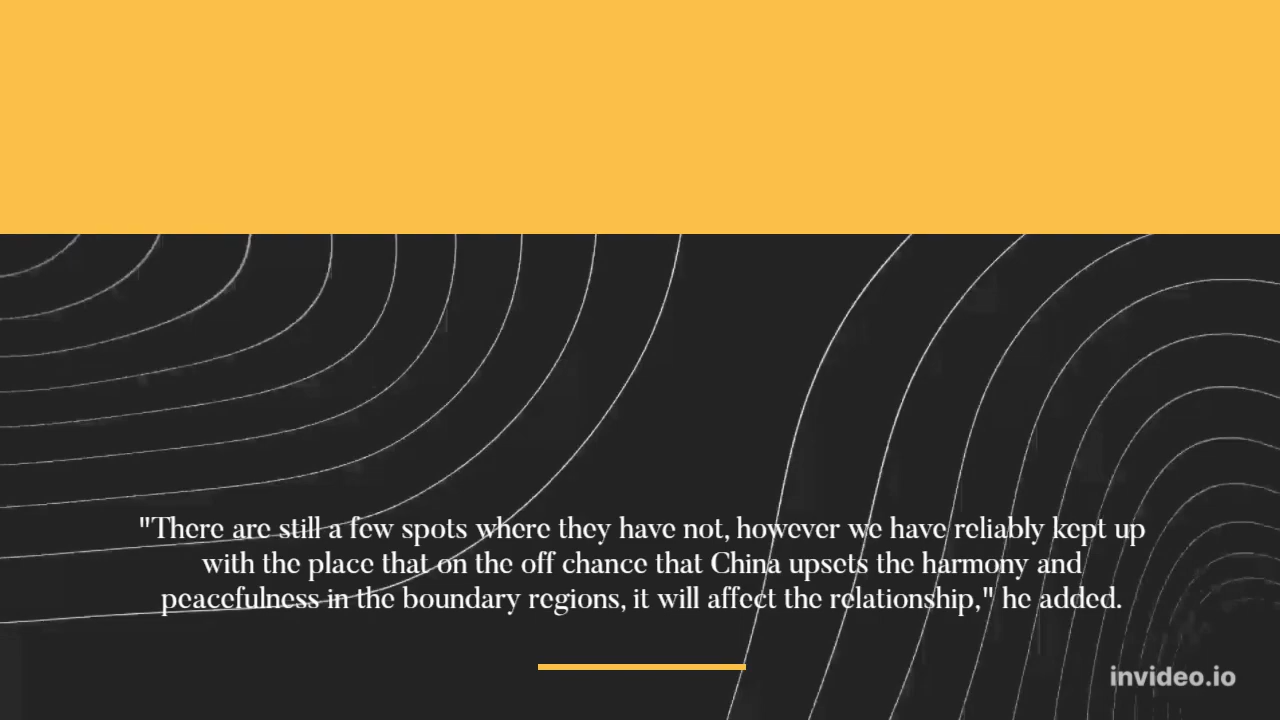 "There are still a few spots where they have not, however we have reliably kept up
with the place that on the off chance that China upsets the harmony and
peacefulness in the boundary regions, it will affect the relationship," he added.
invideo.io